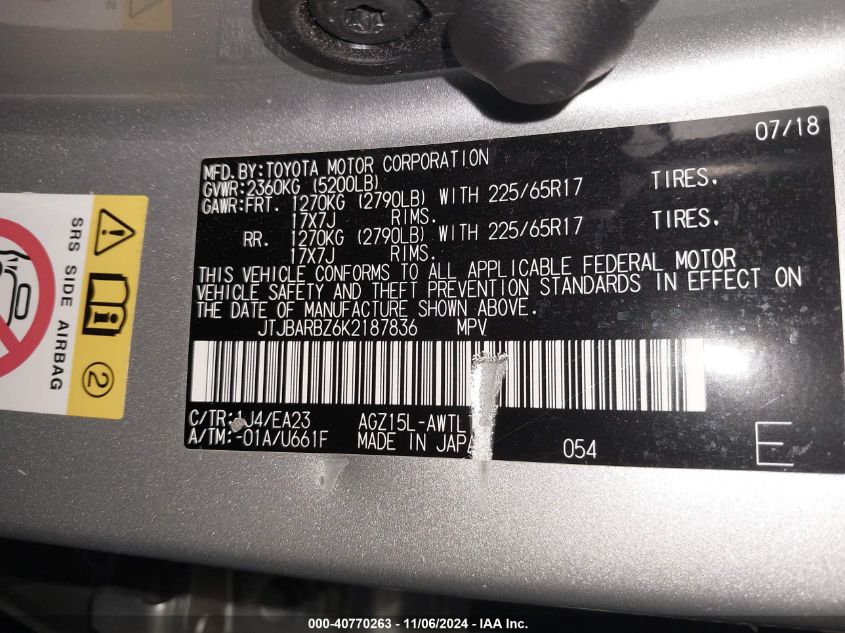 07/18
MFD.BY:TOYOTA MOTOR CORPORATION
GVWR:2360KG (5200LB)
GAWR:FRT. 1270KG (2790LB) WITH 225/65R17 TIRES.
17X7J RIMS.
RR. 1270KG (2790LB) WITH 225/65R17 TIRES.
17X7J RIMS.
THIS VEHICLE CONFORMS TO ALL APPLICABLE FEDERAL MOTOR
VEHICLE SAFETY AND THEFT PREVENTION STANDARDS IN EFFECT ON
THE DATE OF MANUFACTURE SHOWN ABOVE.
JTJBARBZ6K2187836 MPV
C/TR: 1J4/EA23 AGZ15L-AWTL
A/TM:-01A/U661F MADE IN JAPA
054
E
SRS SIDE AIRBAG
2
000-40770263 - 11/06/2024 - IAA Inc.